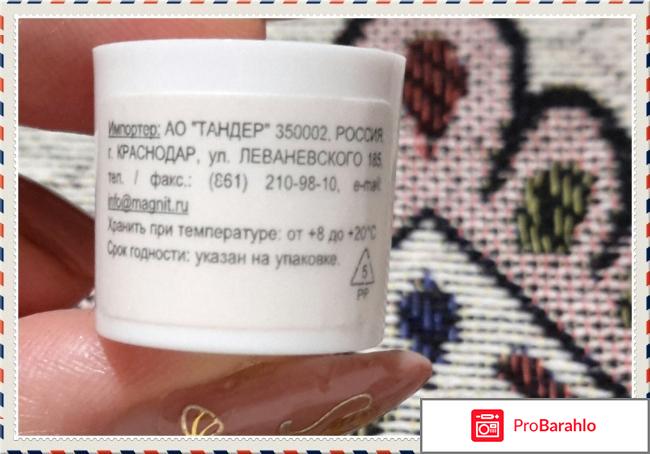 Импортер: АО "ТАНДЕР" 350002, РОССИЯ,
г. КРАСНОДАР, ул. ЛЕВАНЕВСКОГО 185,
тел. / факс.: (861) 210-98-10, e-mail:
info@magnit.ru
Хранить при температуре: от +8 до +20°С
Срок годности: указан на упаковке.
5
PP
ProBarahlo